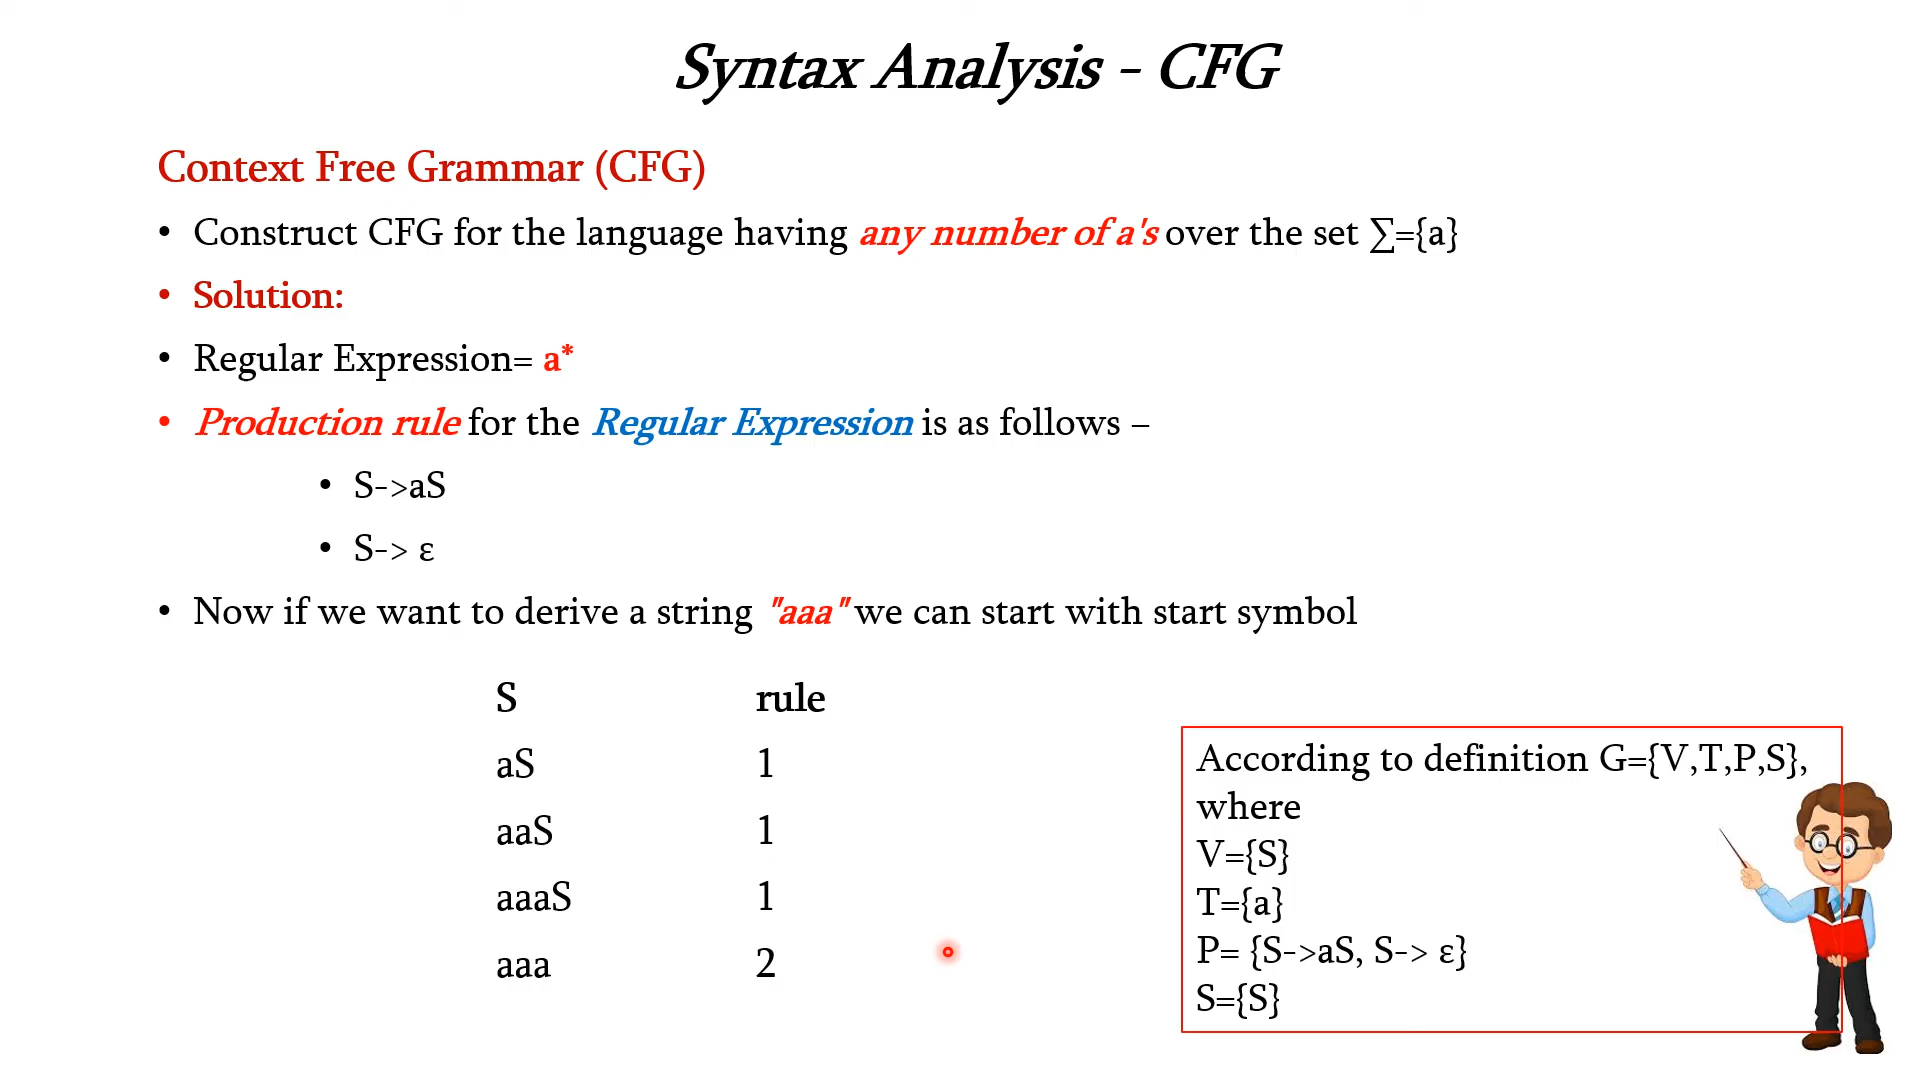 Syntax Analysis - CFG
Context Free Grammar (CFG)
• Construct CFG for the language having any number of a's over the set ∑={a}
• Solution:
• Regular Expression= a*
• Production rule for the Regular Expression is as follows –
• S->aS
• S-> ε
• Now if we want to derive a string "aaa" we can start with start symbol
S rule
aS 1
aaS 1
aaaS 1
aaa 2
According to definition G={V,T,P,S},
where
V={S}
T={a}
P= {S->aS, S-> ε}
S={S}